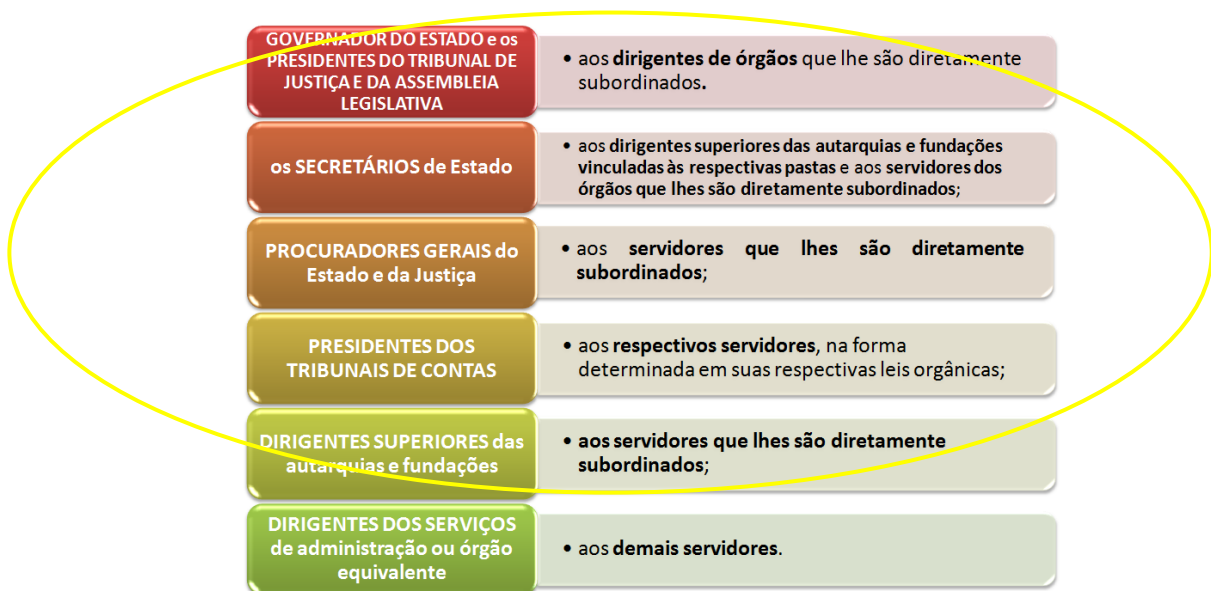 GOVERNADOR DO ESTADO e os
PRESIDENTES DO TRIBUNAL DE
JUSTIÇA E DA ASSEMBLEIA
LEGISLATIVA
• aos dirigentes de órgãos que lhe são diretamente
subordinados.
os SECRETÁRIOS de Estado
• aos dirigentes superiores das autarquias e fundações
vinculadas às respectivas pastas e aos servidores dos
órgãos que lhes são diretamente subordinados;
PROCURADORES GERAIS do
Estado e da Justiça
• aos servidores que lhes são diretamente
subordinados;
PRESIDENTES DOS
TRIBUNAIS DE CONTAS
• aos respectivos servidores, na forma
determinada em suas respectivas leis orgânicas;
DIRIGENTES SUPERIORES das
autarquias e fundações
• aos servidores que lhes são diretamente
subordinados;
DIRIGENTES DOS SERVIÇOS
de administração ou órgão
equivalente
• aos demais servidores.